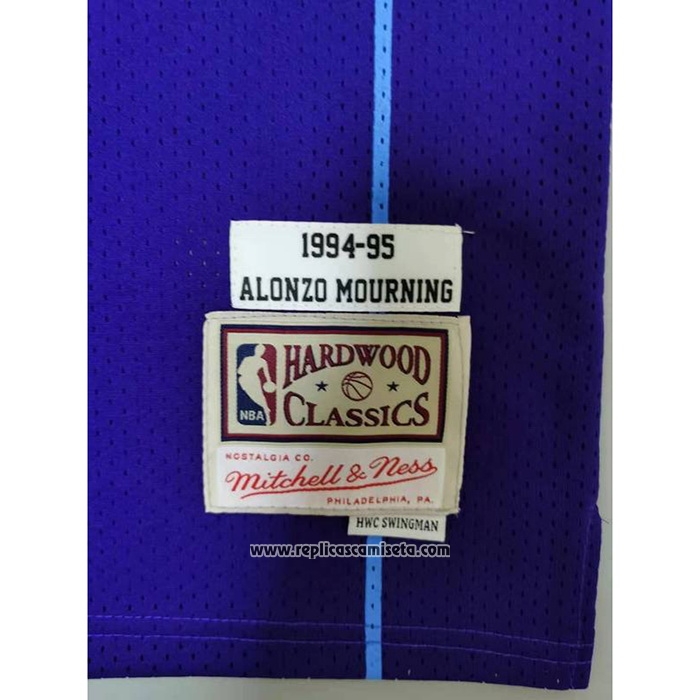 1994-95
ALONZO MOURNING
HARDWOOD
CLASSICS
NBA
NOSTALGIA CO.
Mitchell & Ness
PHILADELPHIA, PA.
HWC SWINGMAN
www.replicascamiseta.com